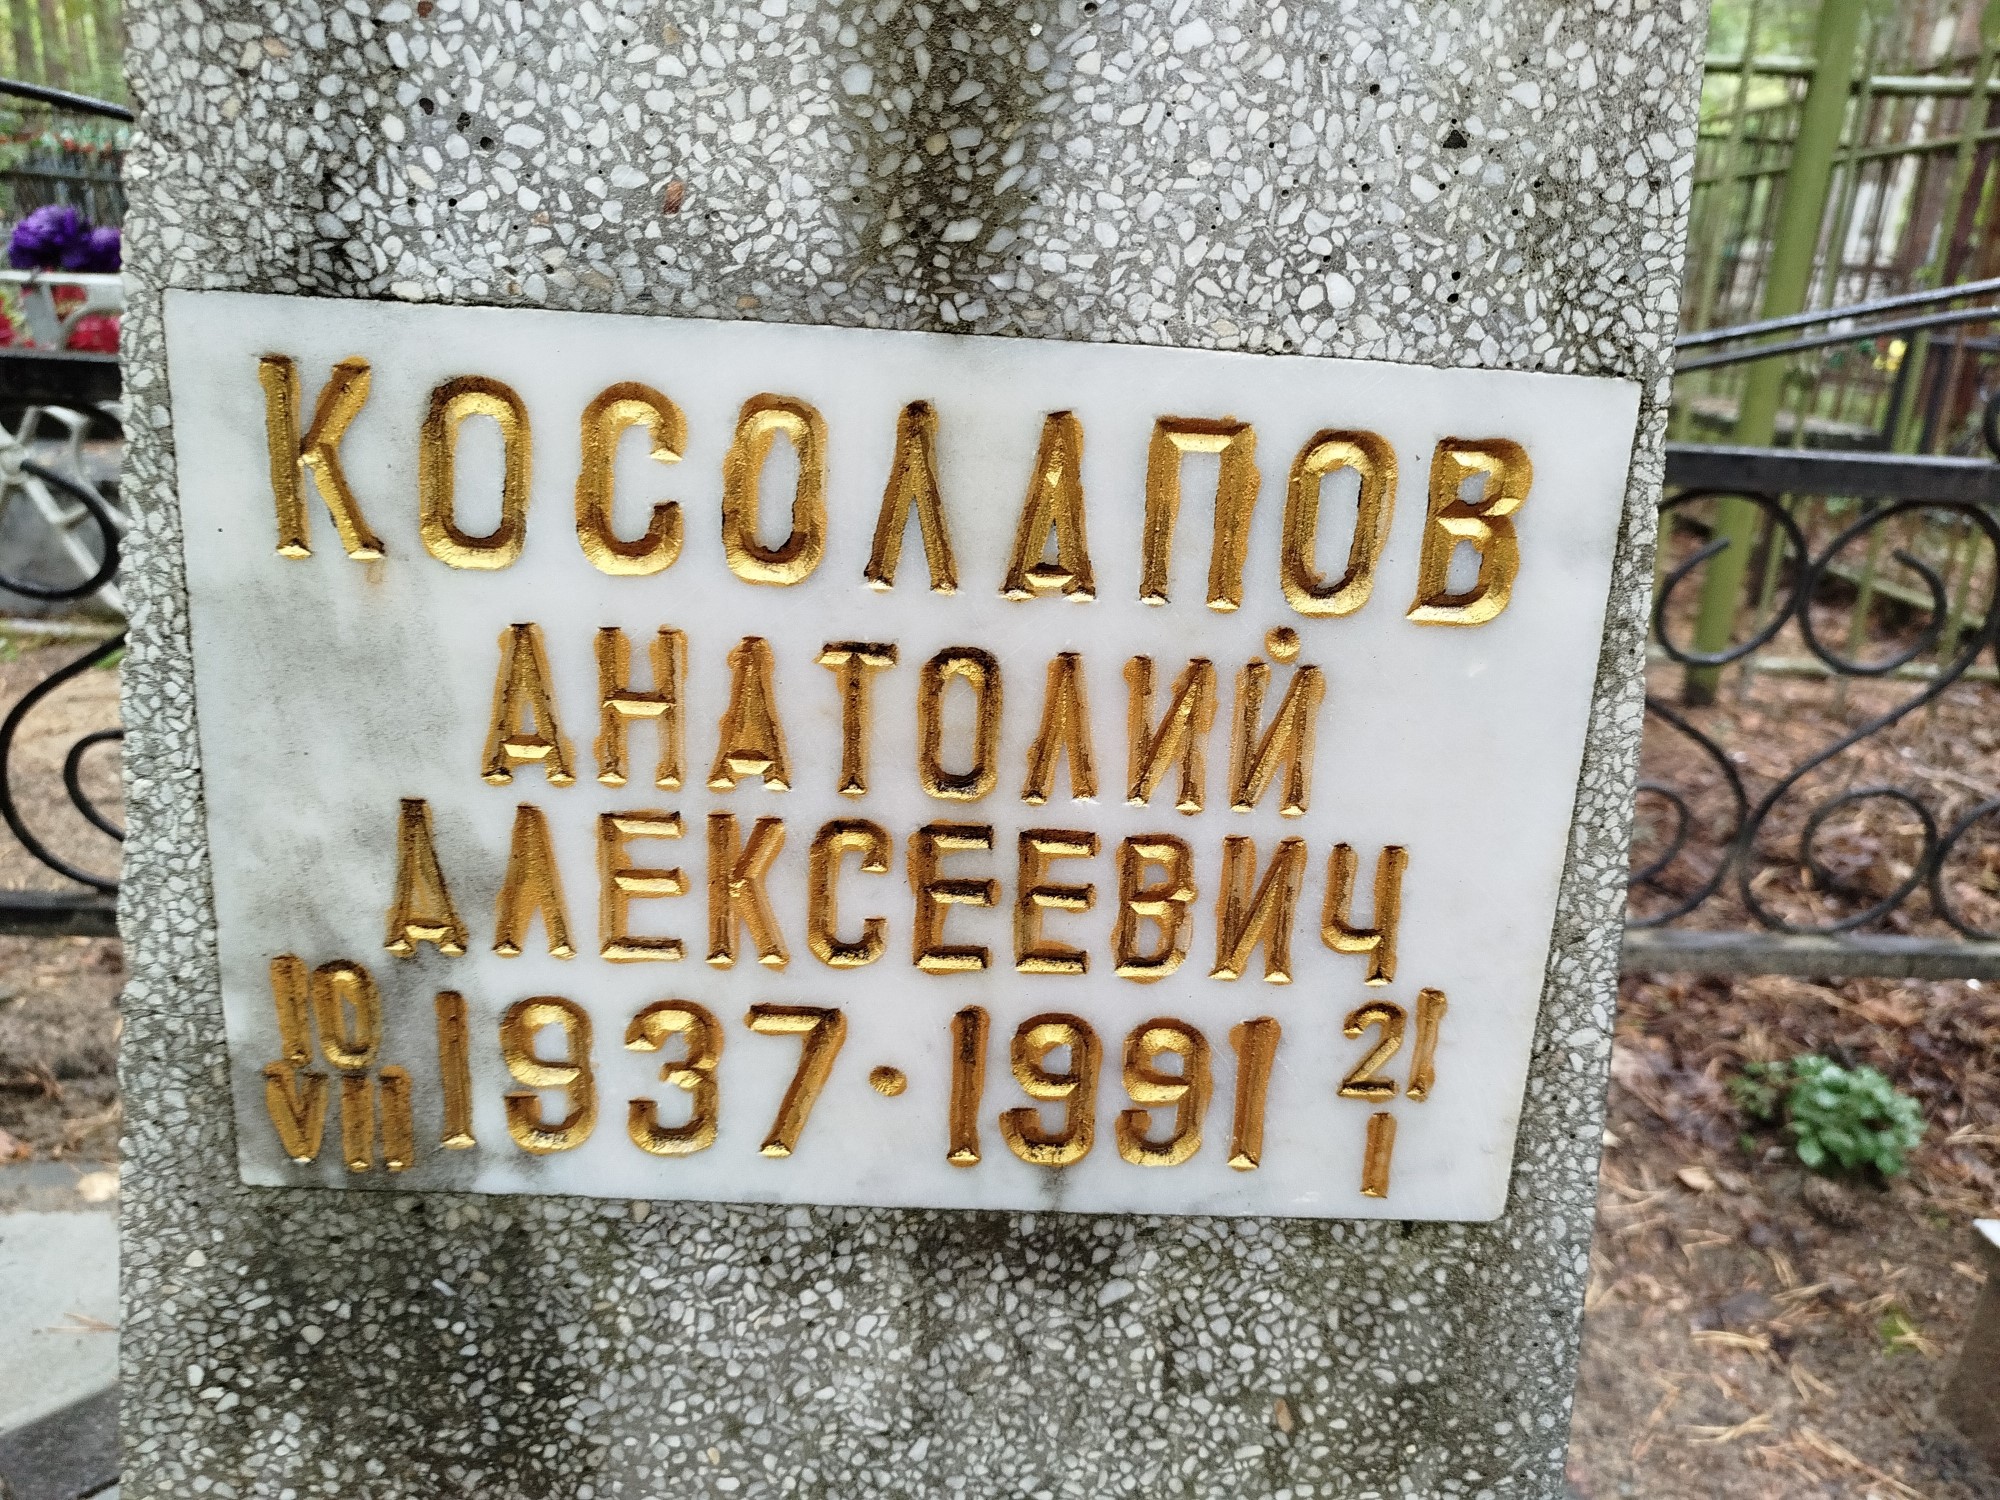 КОСОЛАПОВ
АНАТОЛИЙ
АЛЕКСЕЕВИЧ
10 VII 1937 · 1991 21 I